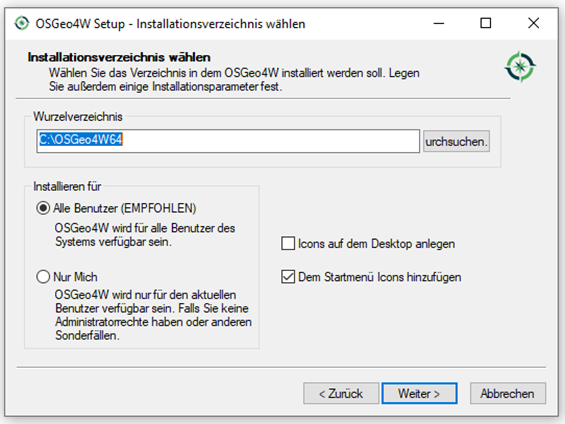 OSGeo4W Setup - Installationsverzeichnis wählen
Installationsverzeichnis wählen
Wählen Sie das Verzeichnis in dem OSGeo4W installiert werden soll. Legen
Sie außerdem einige Installationsparameter fest.
Wurzelverzeichnis
C:\OSGeo4W64
urchsuchen.
Installieren für
Alle Benutzer (EMPFOHLEN)
OSGeo4W wird für alle Benutzer des
Systems verfügbar sein.
Nur Mich
OSGeo4W wird nur für den aktuellen
Benutzer verfügbar sein. Falls Sie keine
Administratorrechte haben oder anderen
Sonderfällen.
Icons auf dem Desktop anlegen
Dem Startmenü Icons hinzufügen
< Zurück
Weiter >
Abbrechen